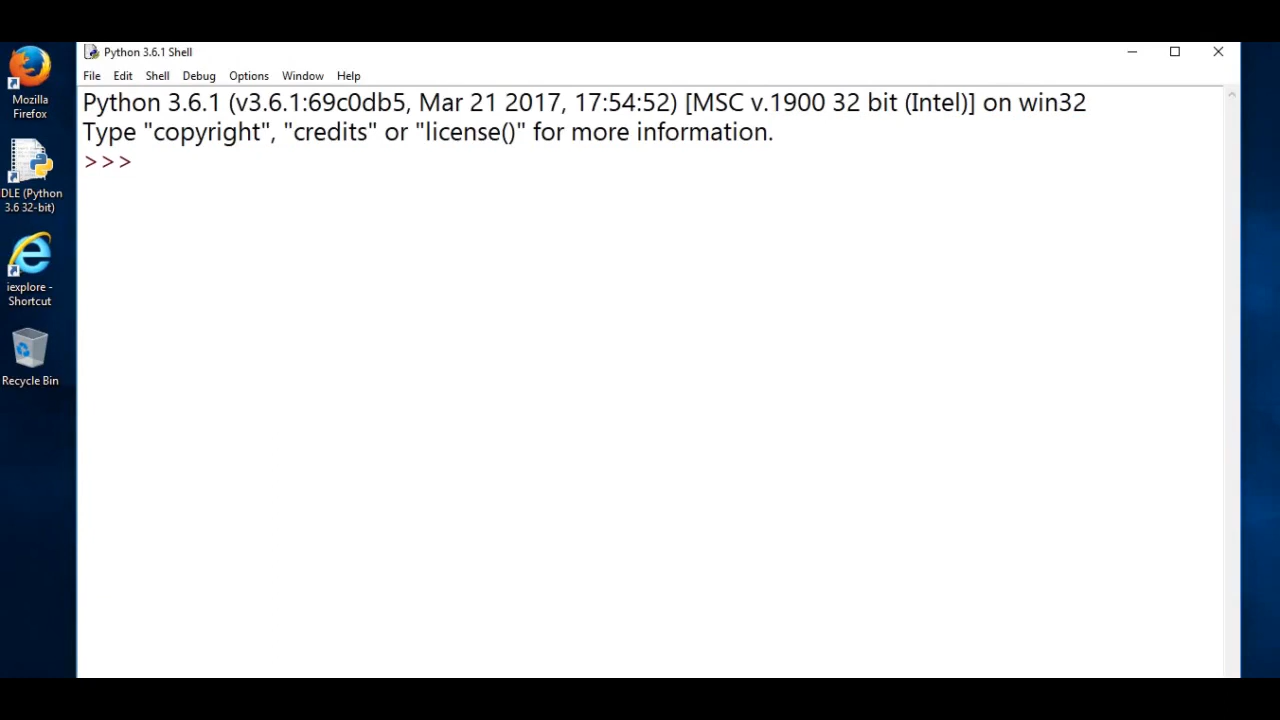 Python 3.6.1 Shell
File Edit Shell Debug Options Window Help
Python 3.6.1 (v3.6.1:69c0db5, Mar 21 2017, 17:54:52) [MSC v.1900 32 bit (Intel)] on win32
Type "copyright", "credits" or "license()" for more information.
>>>
Mozilla
Firefox
DLE (Python
3.6 32-bit)
iexplore -
Shortcut
Recycle Bin